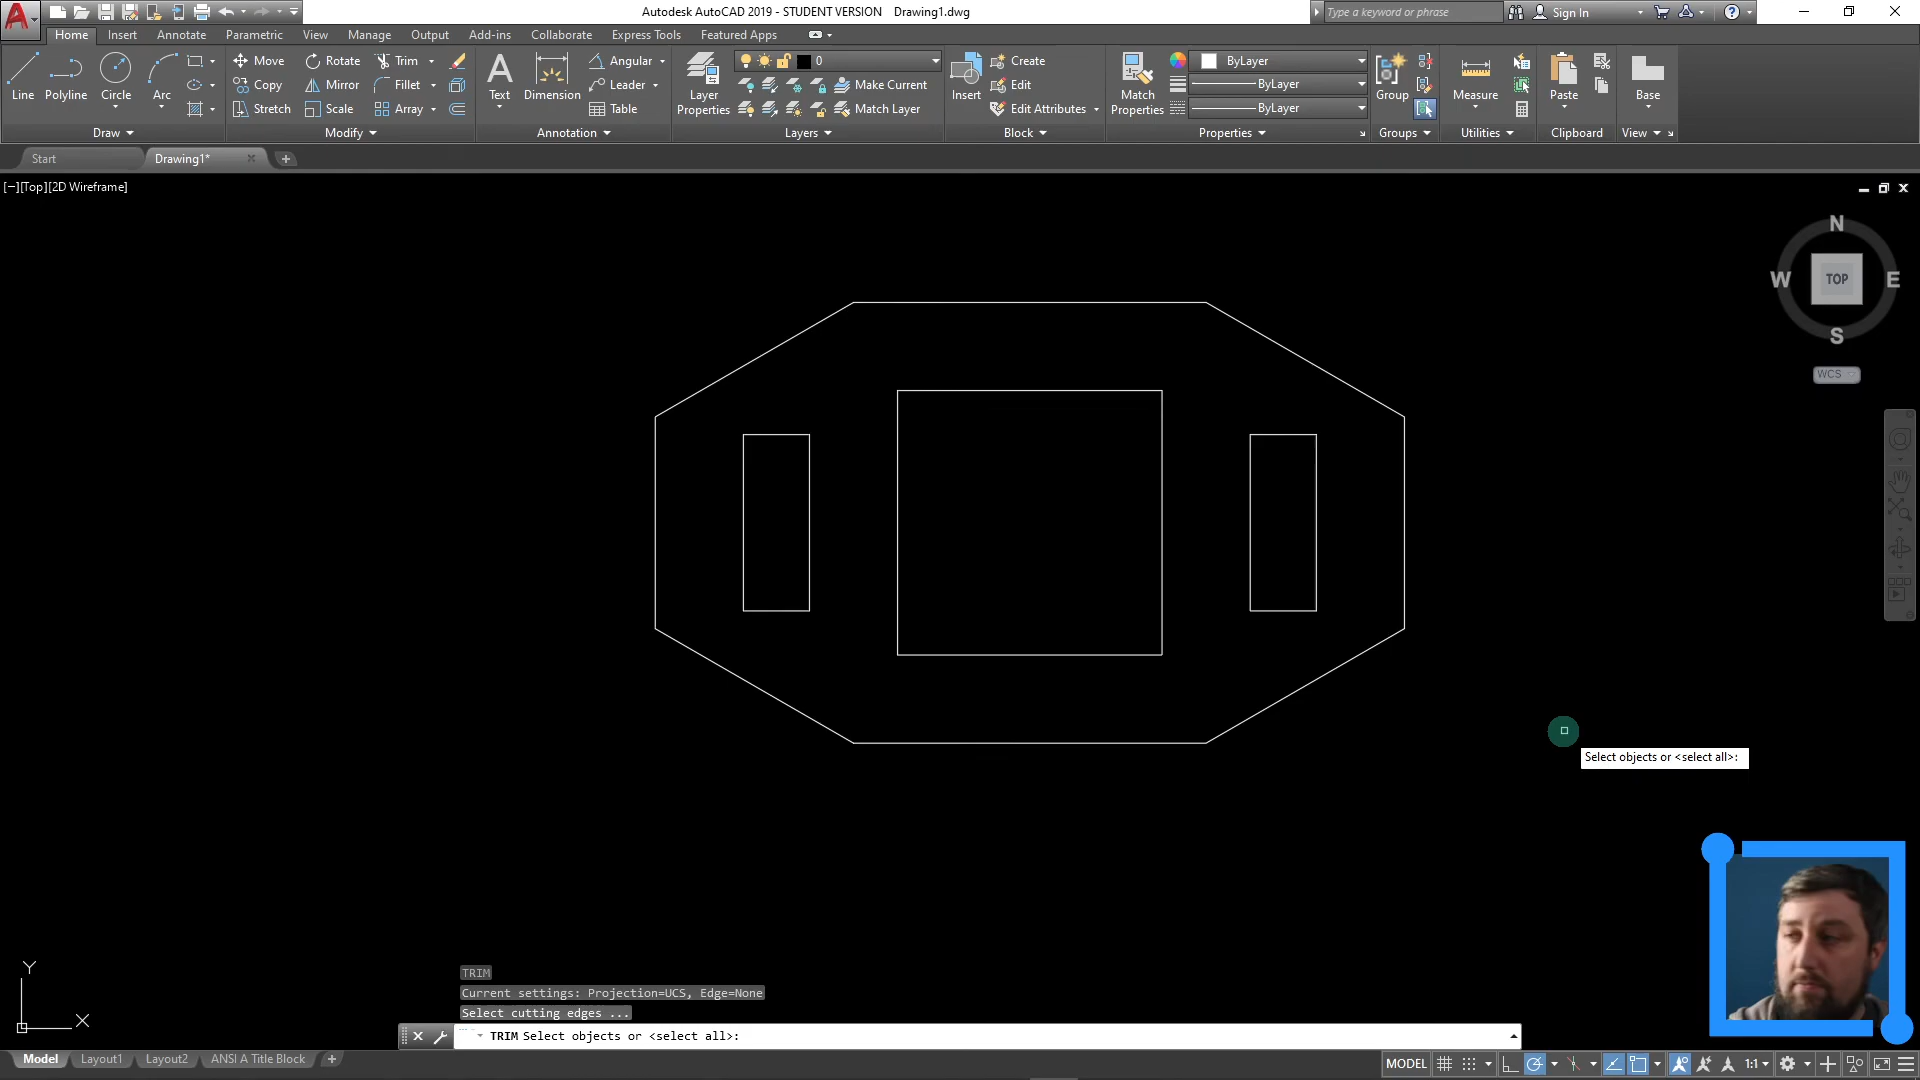 Autodesk AutoCAD 2019 - STUDENT VERSION Drawing1.dwg
Type a keyword or phrase
Sign In
Home Insert Annotate Parametric View Manage Output Add-ins Collaborate Express Tools Featured Apps
Line Polyline Circle Arc
Draw
Move Rotate Trim
Copy Mirror Fillet
Stretch Scale Array
Modify
Text Dimension
Angular
Leader
Table
Annotation
Layer
Properties
0
Make Current
Match Layer
Layers
Insert
Create
Edit
Edit Attributes
Block
Match
Properties
ByLayer
ByLayer
ByLayer
Properties
Group
Groups
Measure
Utilities
Paste
Clipboard
Base
View
Start Drawing1*
[−][Top][2D Wireframe]
N
W TOP E
S
WCS
Select objects or <select all>:
Y
X
TRIM
Current settings: Projection=UCS, Edge=None
Select cutting edges ...
TRIM Select objects or <select all>:
Model Layout1 Layout2 ANSI A Title Block
MODEL 1:1